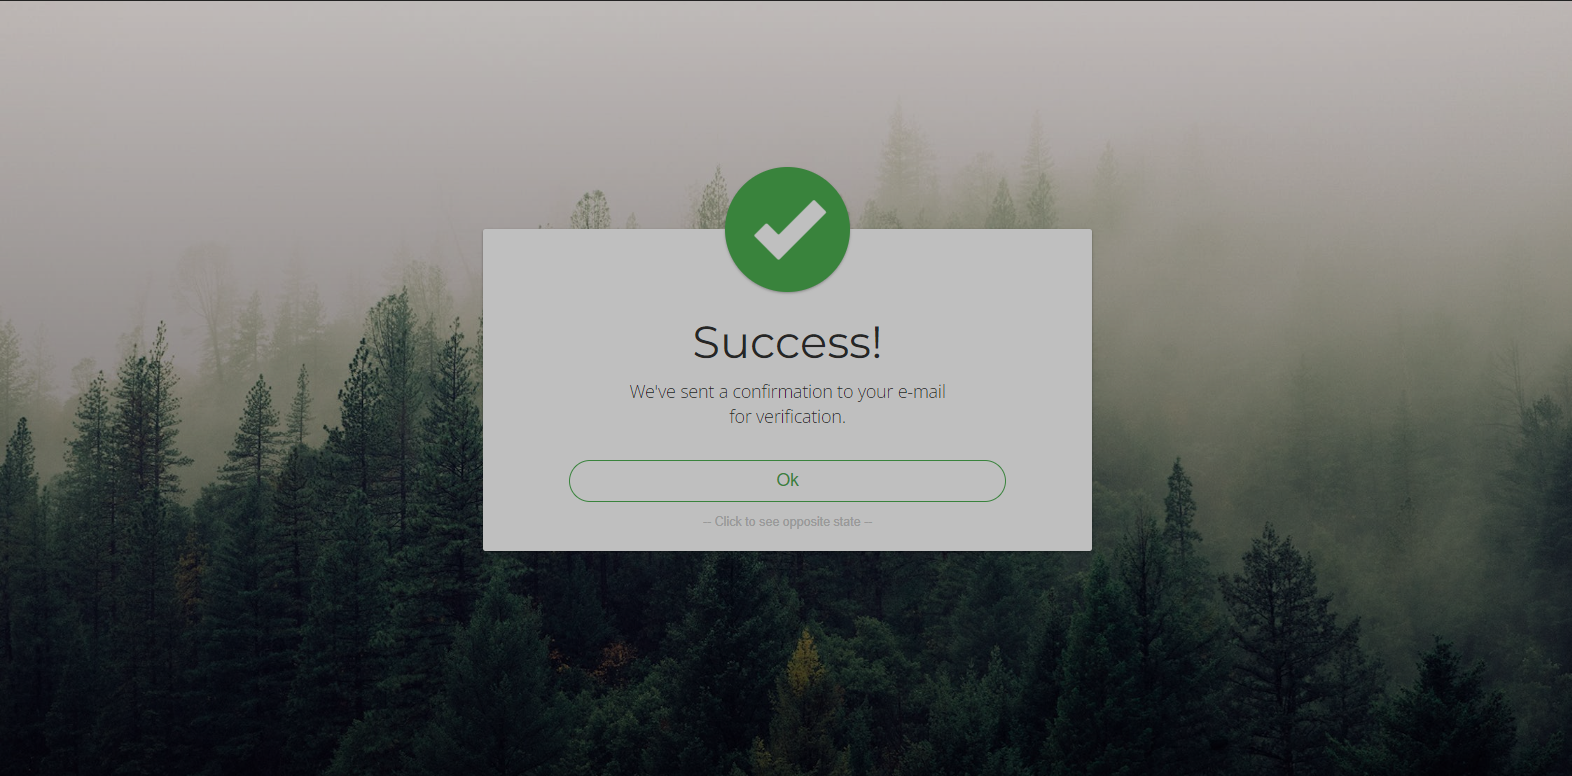 Success!
We've sent a confirmation to your e-mail
for verification.
Ok
-- Click to see opposite state --